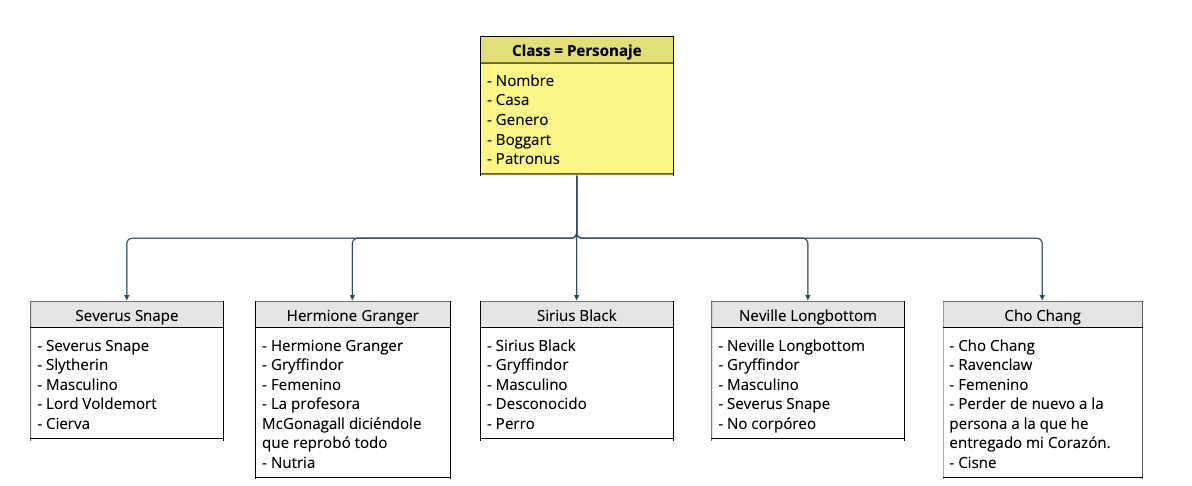 Class = Personaje
- Nombre
- Casa
- Genero
- Boggart
- Patronus
Severus Snape
- Severus Snape
- Slytherin
- Masculino
- Lord Voldemort
- Cierva
Hermione Granger
- Hermione Granger
- Gryffindor
- Femenino
- La profesora
McGonagall diciéndole
que reprobó todo
- Nutria
Sirius Black
- Sirius Black
- Gryffindor
- Masculino
- Desconocido
- Perro
Neville Longbottom
- Neville Longbottom
- Gryffindor
- Masculino
- Severus Snape
- No corpóreo
Cho Chang
- Cho Chang
- Ravenclaw
- Femenino
- Perder de nuevo a la
persona a la que he
entregado mi Corazón.
- Cisne